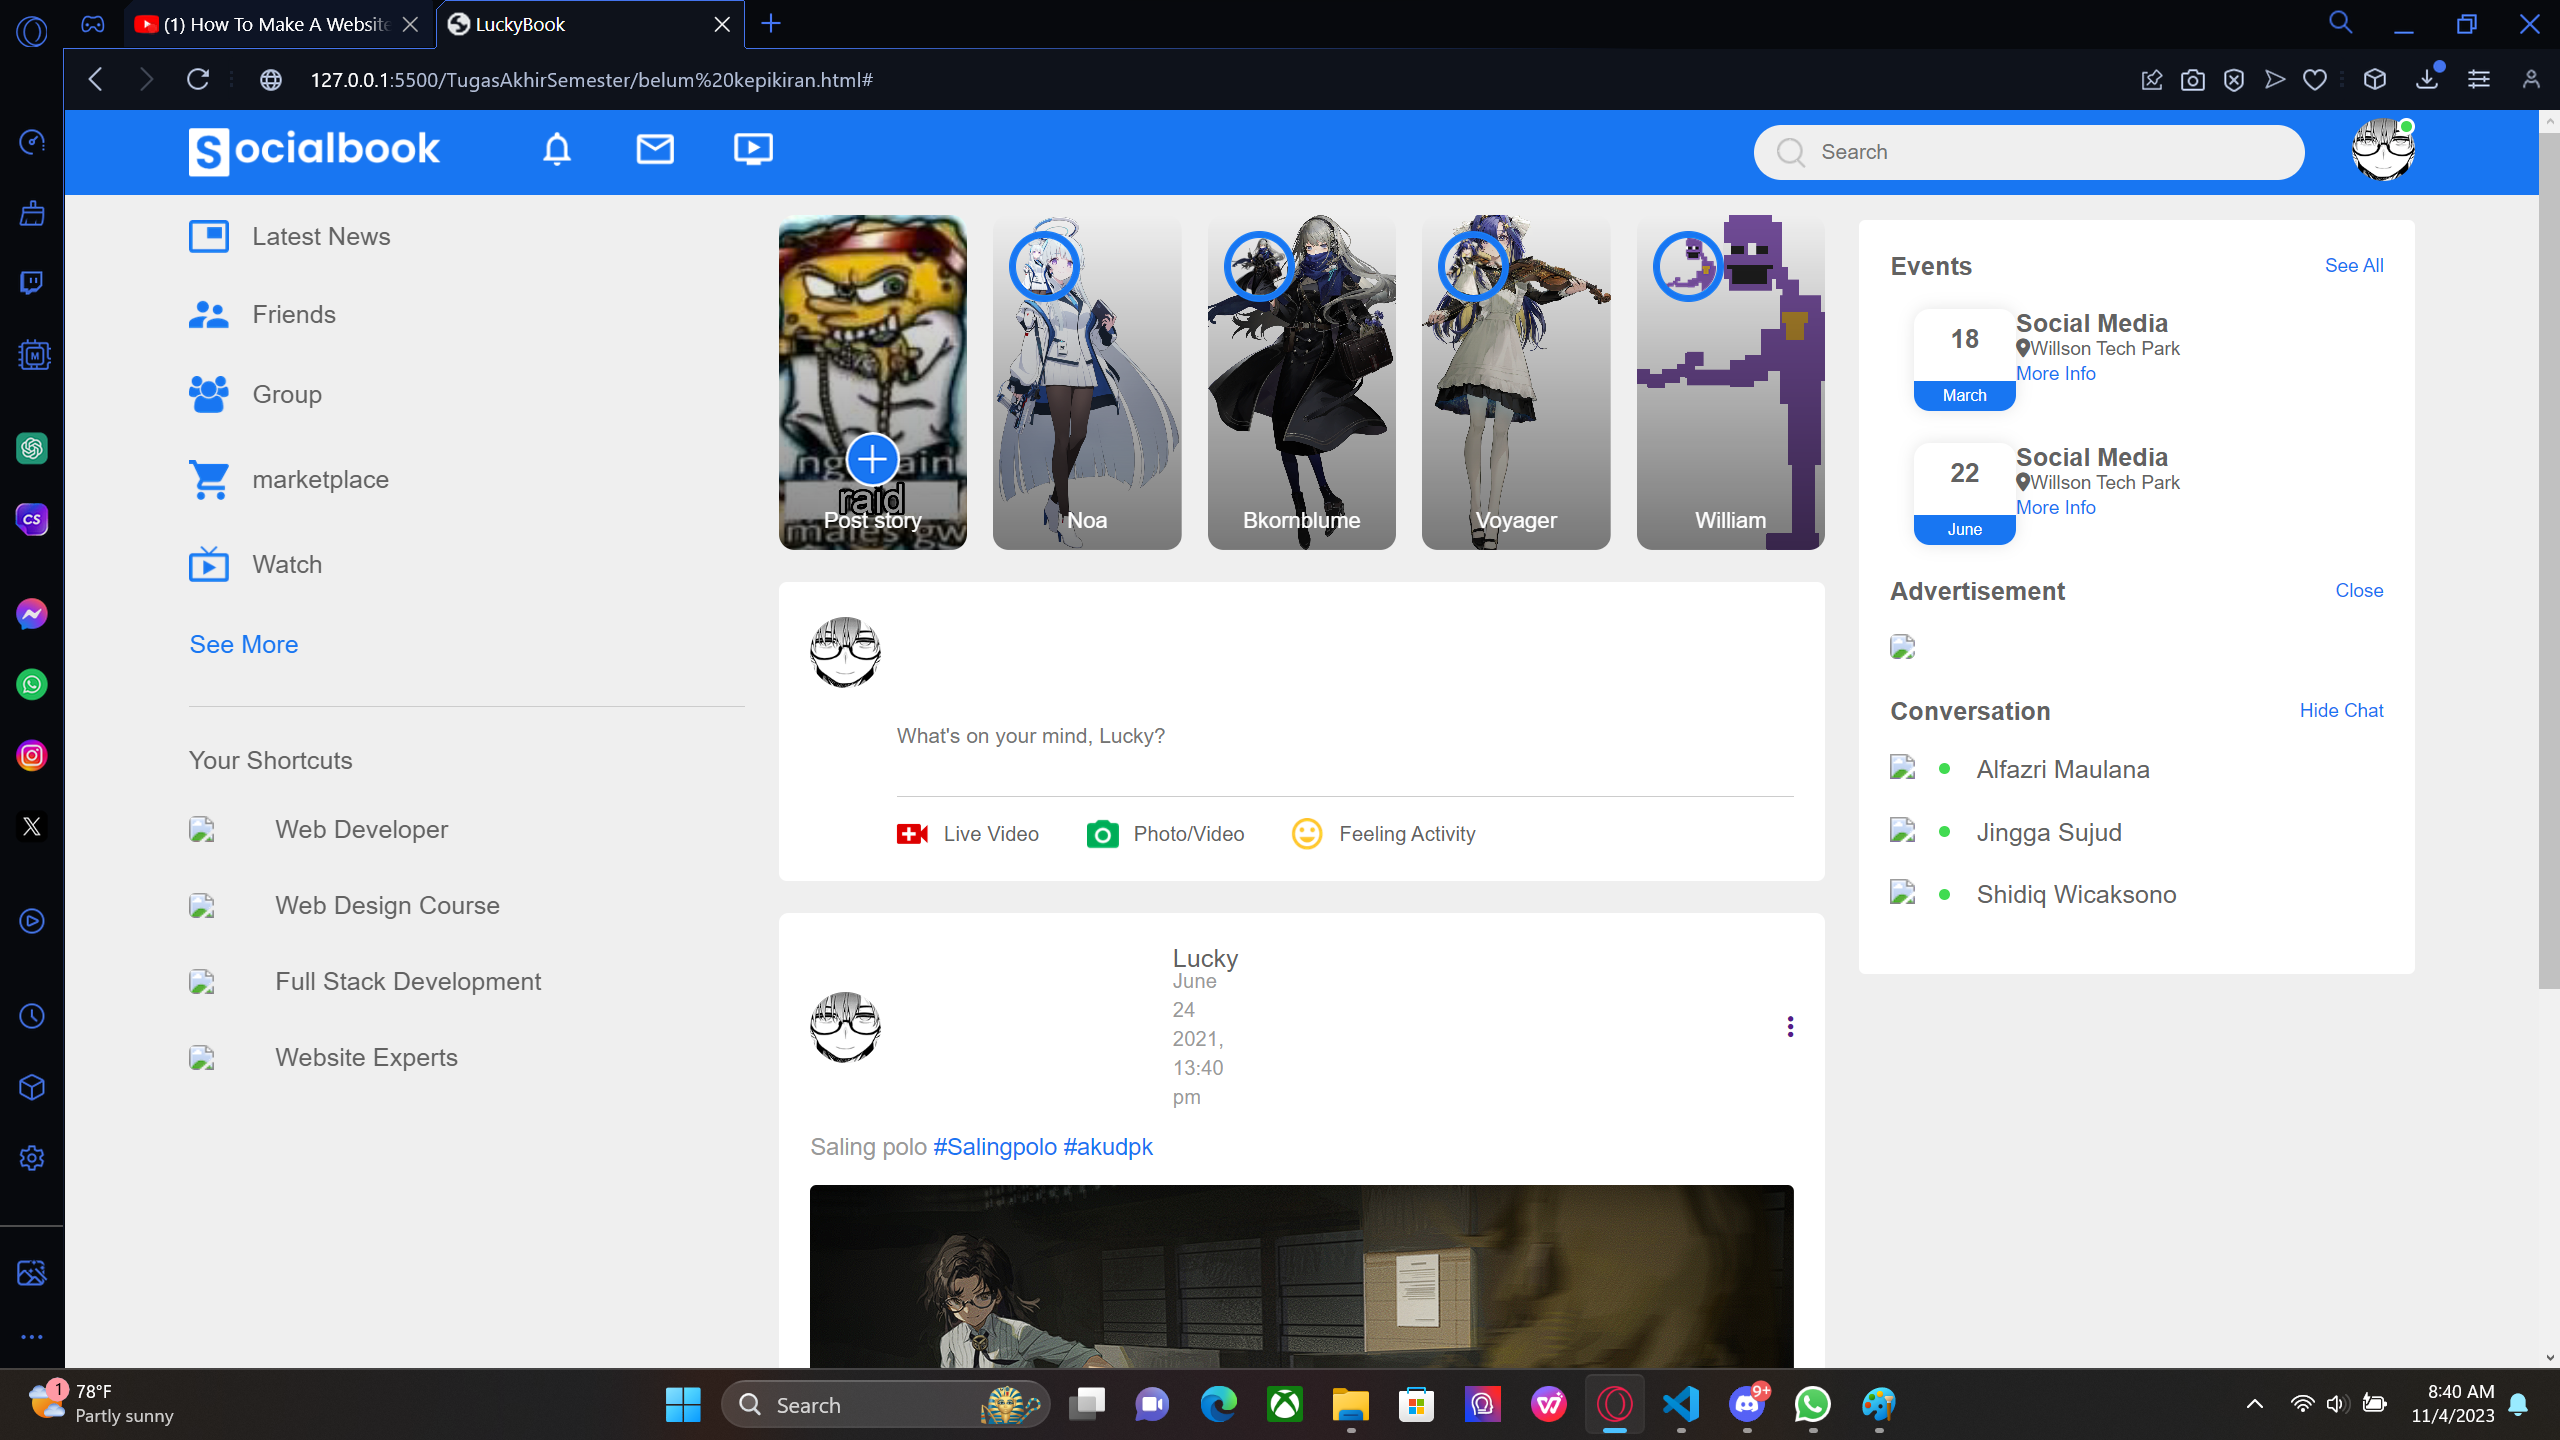 (1) How To Make A Website
LuckyBook
127.0.0.1:5500/TugasAkhirSemester/belum%20kepikiran.html#
Socialbook
Search
Latest News
Friends
Group
marketplace
Watch
See More
Your Shortcuts
Web Developer
Web Design Course
Full Stack Development
Website Experts
raid
Post story
Noa
Bkornblume
Voyager
William
What's on your mind, Lucky?
Live Video
Photo/Video
Feeling Activity
Lucky
June
24
2021,
13:40
pm
Saling polo #Salingpolo #akudpk
Events
See All
18
March
Social Media
Willson Tech Park
More Info
22
June
Social Media
Willson Tech Park
More Info
Advertisement
Close
Conversation
Hide Chat
Alfazri Maulana
Jingga Sujud
Shidiq Wicaksono
1
78°F
Partly sunny
Search
9+
8:40 AM
11/4/2023